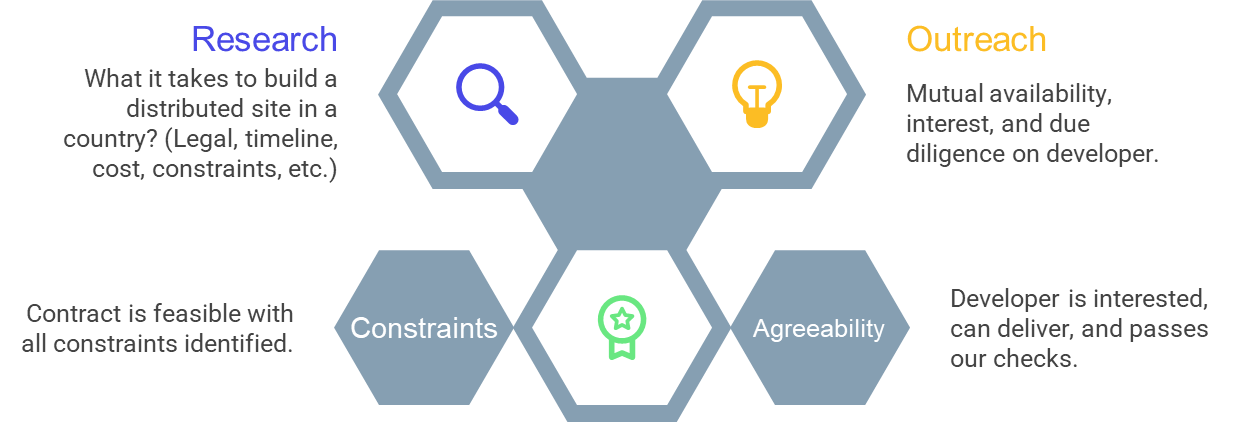 Research
What it takes to build a
distributed site in a
country? (Legal, timeline,
cost, constraints, etc.)
Outreach
Mutual availability,
interest, and due
diligence on developer.
Contract is feasible with
all constraints identified.
Constraints
Agreeability
Developer is interested,
can deliver, and passes
our checks.